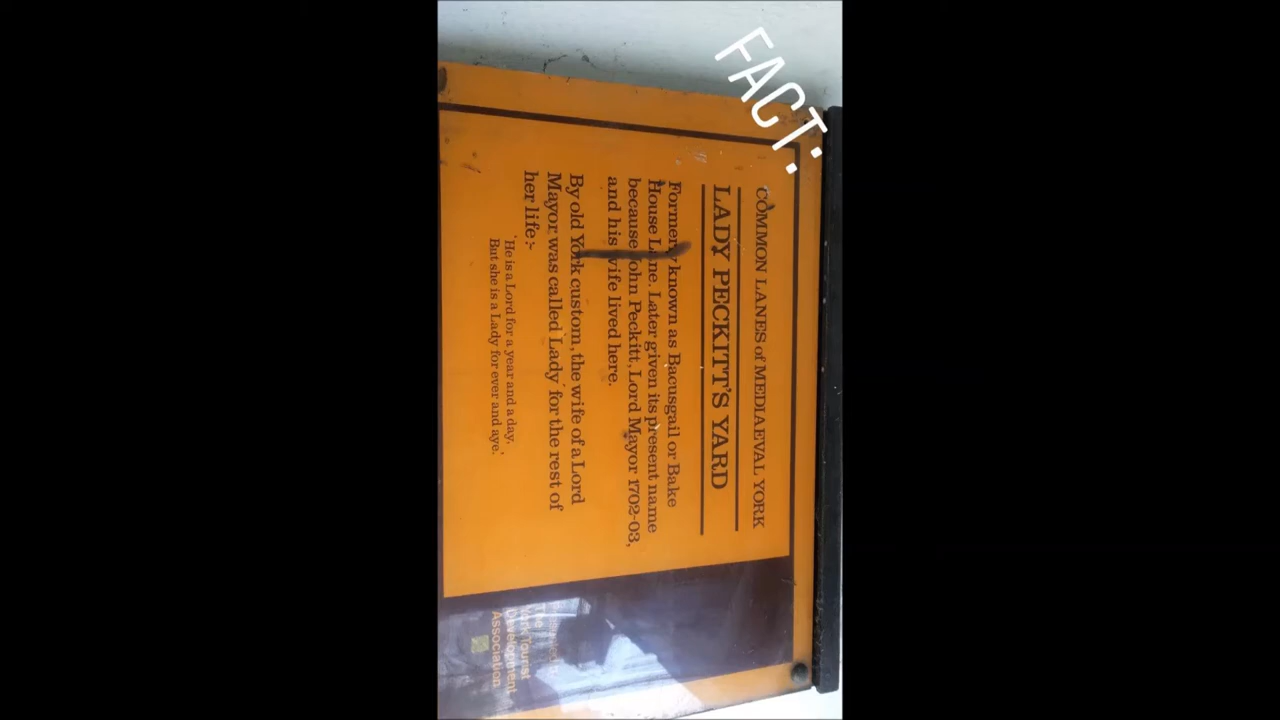 FACT:
COMMON LANES of MEDIAEVAL YORK
LADY PECKITT'S YARD
Formerly known as Bacusgail or Bake
House Lane. Later given its present name
because John Peckitt, Lord Mayor 1702-03,
and his wife lived here.
By old York custom, the wife of a Lord
Mayor was called 'Lady' for the rest of
her life:-
'He is a Lord for a year and a day,
But she is a Lady for ever and aye.'
The
York Tourist
Development
Association